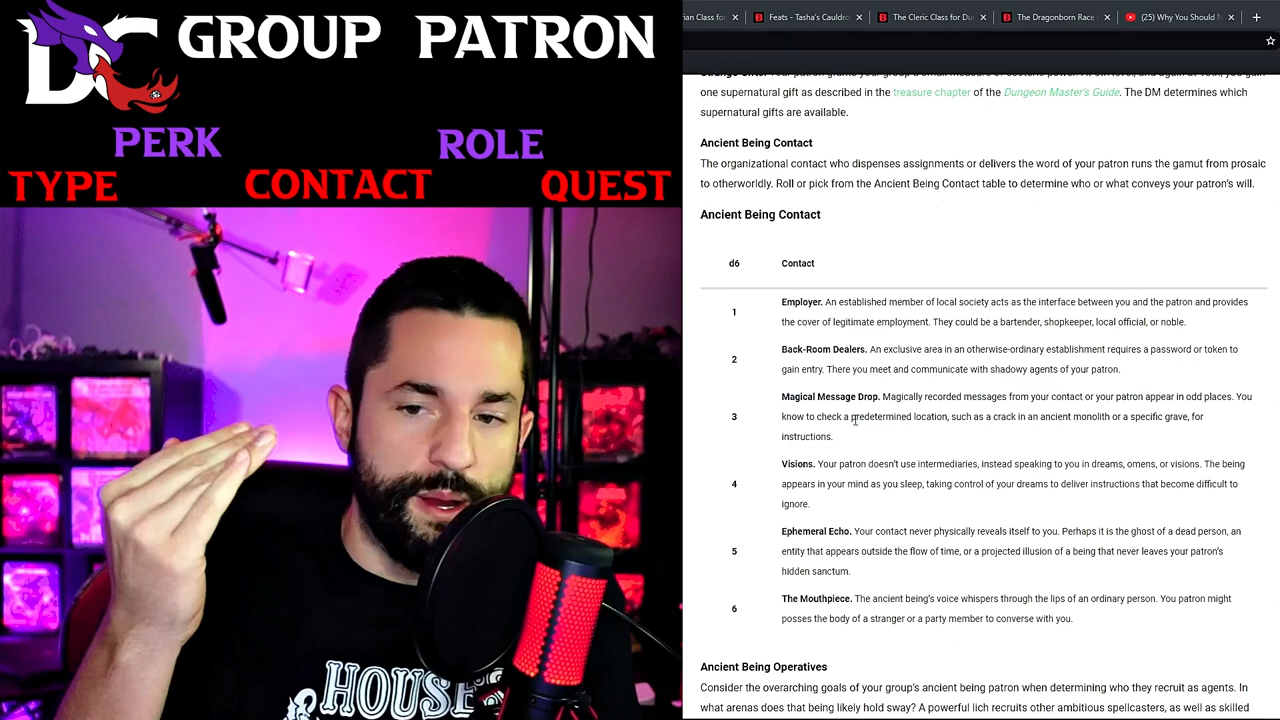 DC GROUP PATRON
PERK
ROLE
TYPE
CONTACT
QUEST
HOUSE
rian Class for
Feats - Tasha's Cauldron
The Cleric Class for D
The Dragonborn Race
(25) What You Shou
one supernatural gift as described in the treasure chapter of the Dungeon Master's Guide. The DM determines which
supernatural gifts are available.
Ancient Being Contact
The organizational contact who dispenses assignments or delivers the word of your patron runs the gamut from prosaic
to otherworldly. Roll or pick from the Ancient Being Contact table to determine who or what conveys your patron's will.
Ancient Being Contact
d6 Contact
1 Employer. An established member of local society acts as the interface between you and the patron and provides
the cover of legitimate employment. They could be a bartender, shopkeeper, local official, or noble.
2 Back-Room Dealers. An exclusive area in an otherwise-ordinary establishment requires a password or token to
gain entry. There you meet and communicate with shadowy agents of your patron.
3 Magical Message Drop. Magically recorded messages from your contact or your patron appear in odd places. You
know to check a predetermined location, such as a crack in an ancient monolith or a specific grave, for
instructions.
4 Visions. Your patron doesn't use intermediaries, instead speaking to you in dreams, omens, or visions. The being
appears in your mind as you sleep, taking control of your dreams to deliver instructions that become difficult to
ignore.
5 Ephemeral Echo. Your contact never physically reveals itself to you. Perhaps it is the ghost of a dead person, an
entity that appears outside the flow of time, or a projected illusion of a being that never leaves your patron's
hidden sanctum.
6 The Mouthpiece. The ancient being's voice whispers through the lips of an ordinary person. You patron might
posses the body of a stranger or a party member to converse with you.
Ancient Being Operatives
Consider the overarching goals of your group's ancient being patron when determining who they recruit as agents. In
what arenas does that being likely hold sway? A powerful lich recruits other ambitious spellcasters, as well as skilled